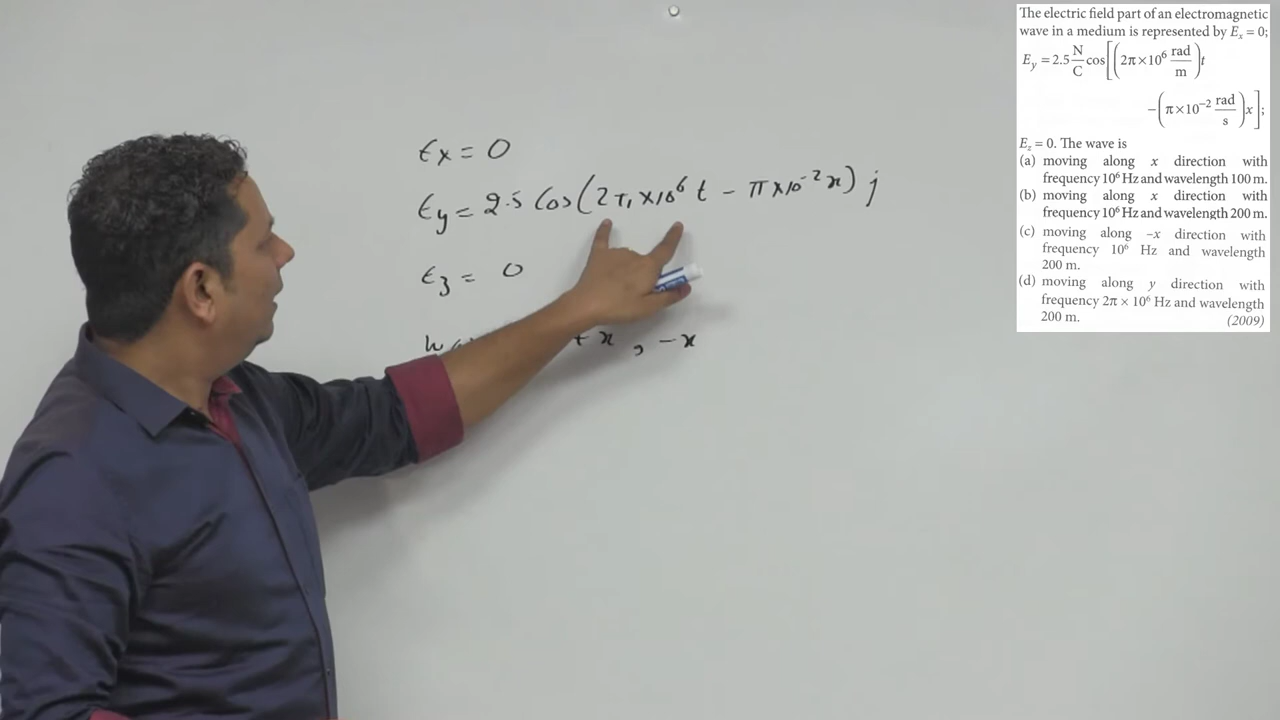 Ex = 0
Ey = 2.5 Cos(2π×10⁶ t − π×10⁻² x) j
Ez = 0
+x , −x
The electric field part of an electromagnetic
wave in a medium is represented by Eₓ = 0;
E_y = 2.5 N/C cos[(2π×10⁶ rad/m)t
−(π×10⁻² rad/s)x];
E_z = 0. The wave is
(a) moving along x direction with
frequency 10⁶ Hz and wavelength 100 m.
(b) moving along x direction with
frequency 10⁶ Hz and wavelength 200 m.
(c) moving along –x direction with
frequency 10⁶ Hz and wavelength
200 m.
(d) moving along y direction with
frequency 2π × 10⁶ Hz and wavelength
200 m. (2009)